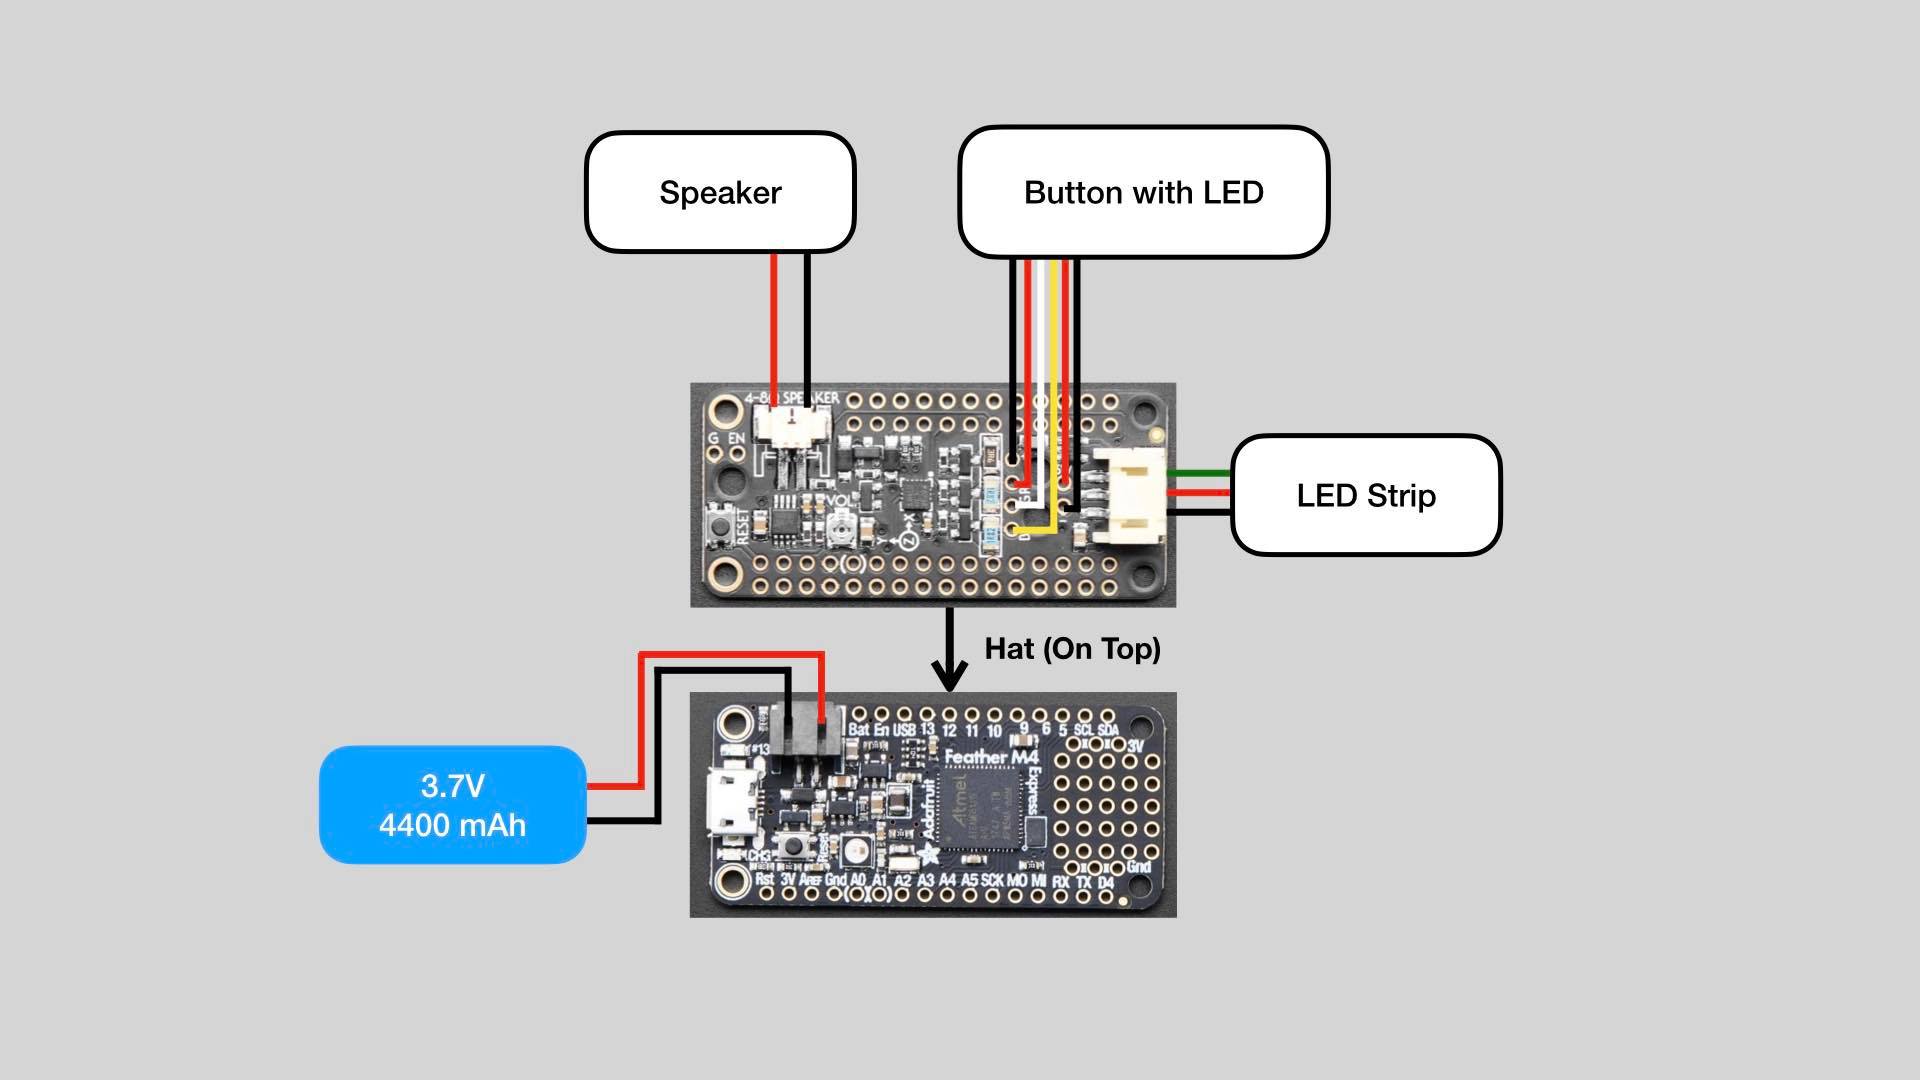 Speaker
Button with LED
4-8Ω SPEAKER
G EN
VOL
RESET
Y Z X
LED Strip
Hat (On Top)
3.7V
4400 mAh
Bat En USB 13 12 11 10 9 6 5 SCL SDA
#13
3V
Feather M4
Express
Adafruit
Atmel
Reset
CHG
Gnd
Rst 3V AREF Gnd A0 A1 A2 A3 A4 A5 SCK MO MI RX TX D4